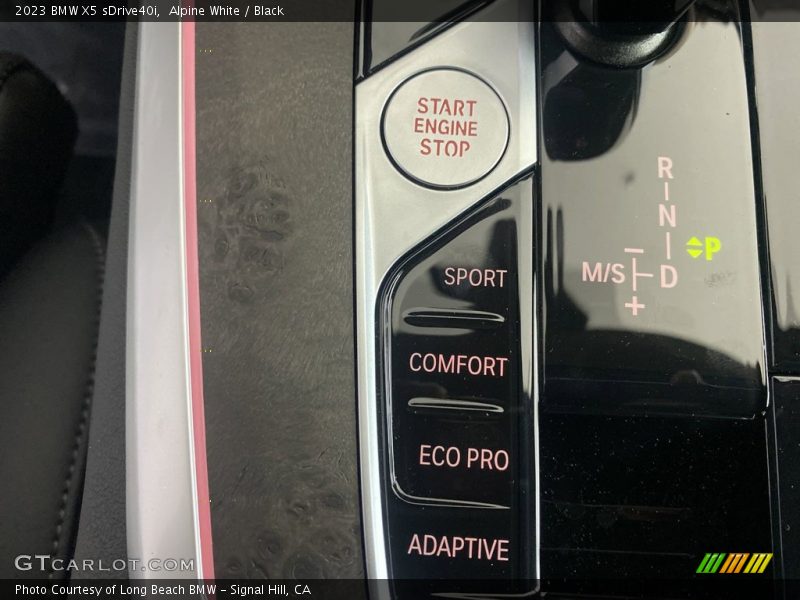 2023 BMW X5 sDrive40i, Alpine White / Black
START
ENGINE
STOP
R
N
P
M/S
D
SPORT
COMFORT
ECO PRO
ADAPTIVE
GTCARLOT.COM
Photo Courtesy of Long Beach BMW - Signal Hill, CA